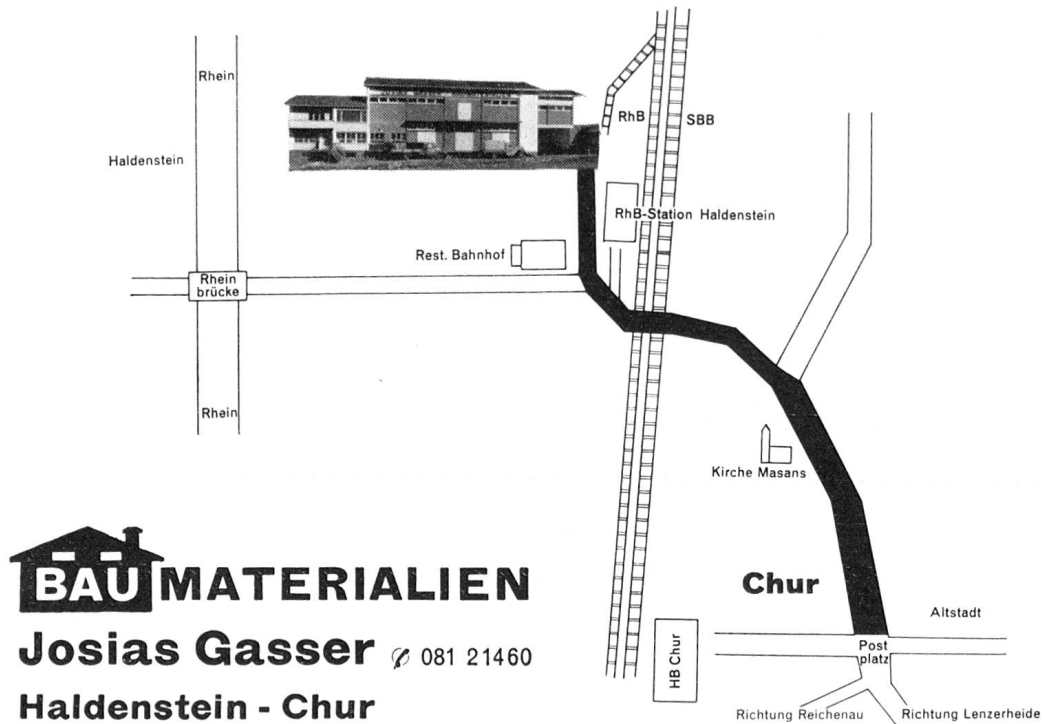 Rhein
RhB
SBB
Haldenstein
RhB-Station Haldenstein
Rest. Bahnhof
Rhein
brücke
Rhein
Kirche Masans
BAU MATERIALIEN
Chur
Altstadt
Josias Gasser ✆ 081 21460
HB Chur
Post
platz
Haldenstein - Chur
Richtung Reichenau
Richtung Lenzerheide